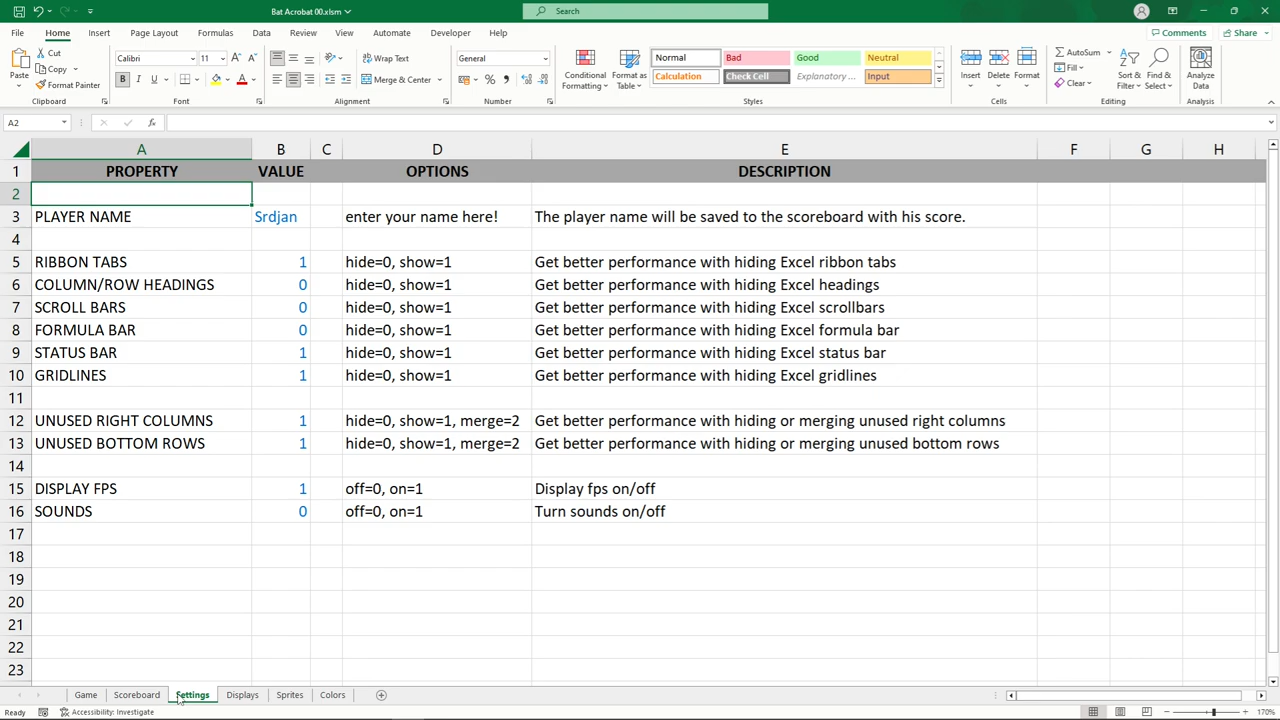 Bat Acrobat 00.xlsm
Search
File Home Insert Page Layout Formulas Data Review View Automate Developer Help
Comments Share
Paste
Cut
Copy
Format Painter
Clipboard
Calibri 11
B I U
Font
Wrap Text
Merge & Center
Alignment
General
Number
Conditional Formatting
Format as Table
Normal Bad Good Neutral
Calculation Check Cell Explanatory ... Input
Styles
Insert Delete Format
Cells
AutoSum
Fill
Clear
Sort & Filter
Find & Select
Editing
Analyze Data
Analysis
A2
A B C D E F G H
1 PROPERTY VALUE OPTIONS DESCRIPTION
2
3 PLAYER NAME Srdjan enter your name here! The player name will be saved to the scoreboard with his score.
4
5 RIBBON TABS 1 hide=0, show=1 Get better performance with hiding Excel ribbon tabs
6 COLUMN/ROW HEADINGS 0 hide=0, show=1 Get better performance with hiding Excel headings
7 SCROLL BARS 0 hide=0, show=1 Get better performance with hiding Excel scrollbars
8 FORMULA BAR 0 hide=0, show=1 Get better performance with hiding Excel formula bar
9 STATUS BAR 1 hide=0, show=1 Get better performance with hiding Excel status bar
10 GRIDLINES 1 hide=0, show=1 Get better performance with hiding Excel gridlines
11
12 UNUSED RIGHT COLUMNS 1 hide=0, show=1, merge=2 Get better performance with hiding or merging unused right columns
13 UNUSED BOTTOM ROWS 1 hide=0, show=1, merge=2 Get better performance with hiding or merging unused bottom rows
14
15 DISPLAY FPS 1 off=0, on=1 Display fps on/off
16 SOUNDS 0 off=0, on=1 Turn sounds on/off
17
18
19
20
21
22
23
Game Scoreboard Settings Displays Sprites Colors
Ready Accessibility: Investigate 170%